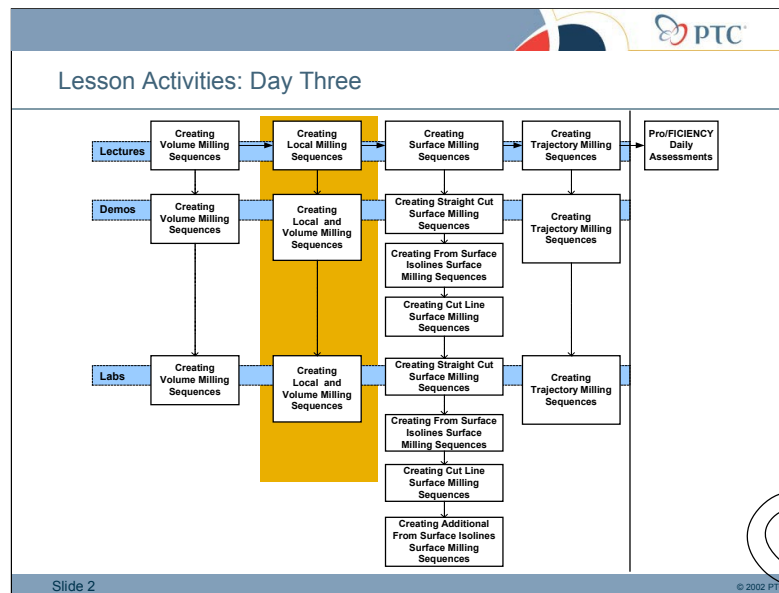 PTC
Lesson Activities: Day Three
Lectures
Creating
Volume Milling
Sequences
Creating
Local Milling
Sequences
Creating
Surface Milling
Sequences
Creating
Trajectory Milling
Sequences
Pro/FICIENCY
Daily
Assessments
Demos
Creating
Volume Milling
Sequences
Creating
Local and
Volume Milling
Sequences
Creating Straight Cut
Surface Milling
Sequences
Creating
Trajectory Milling
Sequences
Creating From Surface
Isolines Surface
Milling Sequences
Creating Cut Line
Surface Milling
Sequences
Labs
Creating
Volume Milling
Sequences
Creating
Local and
Volume Milling
Sequences
Creating Straight Cut
Surface Milling
Sequences
Creating
Trajectory Milling
Sequences
Creating From Surface
Isolines Surface
Milling Sequences
Creating Cut Line
Surface Milling
Sequences
Creating Additional
From Surface Isolines
Surface Milling
Sequences
Slide 2
© 2002 PT